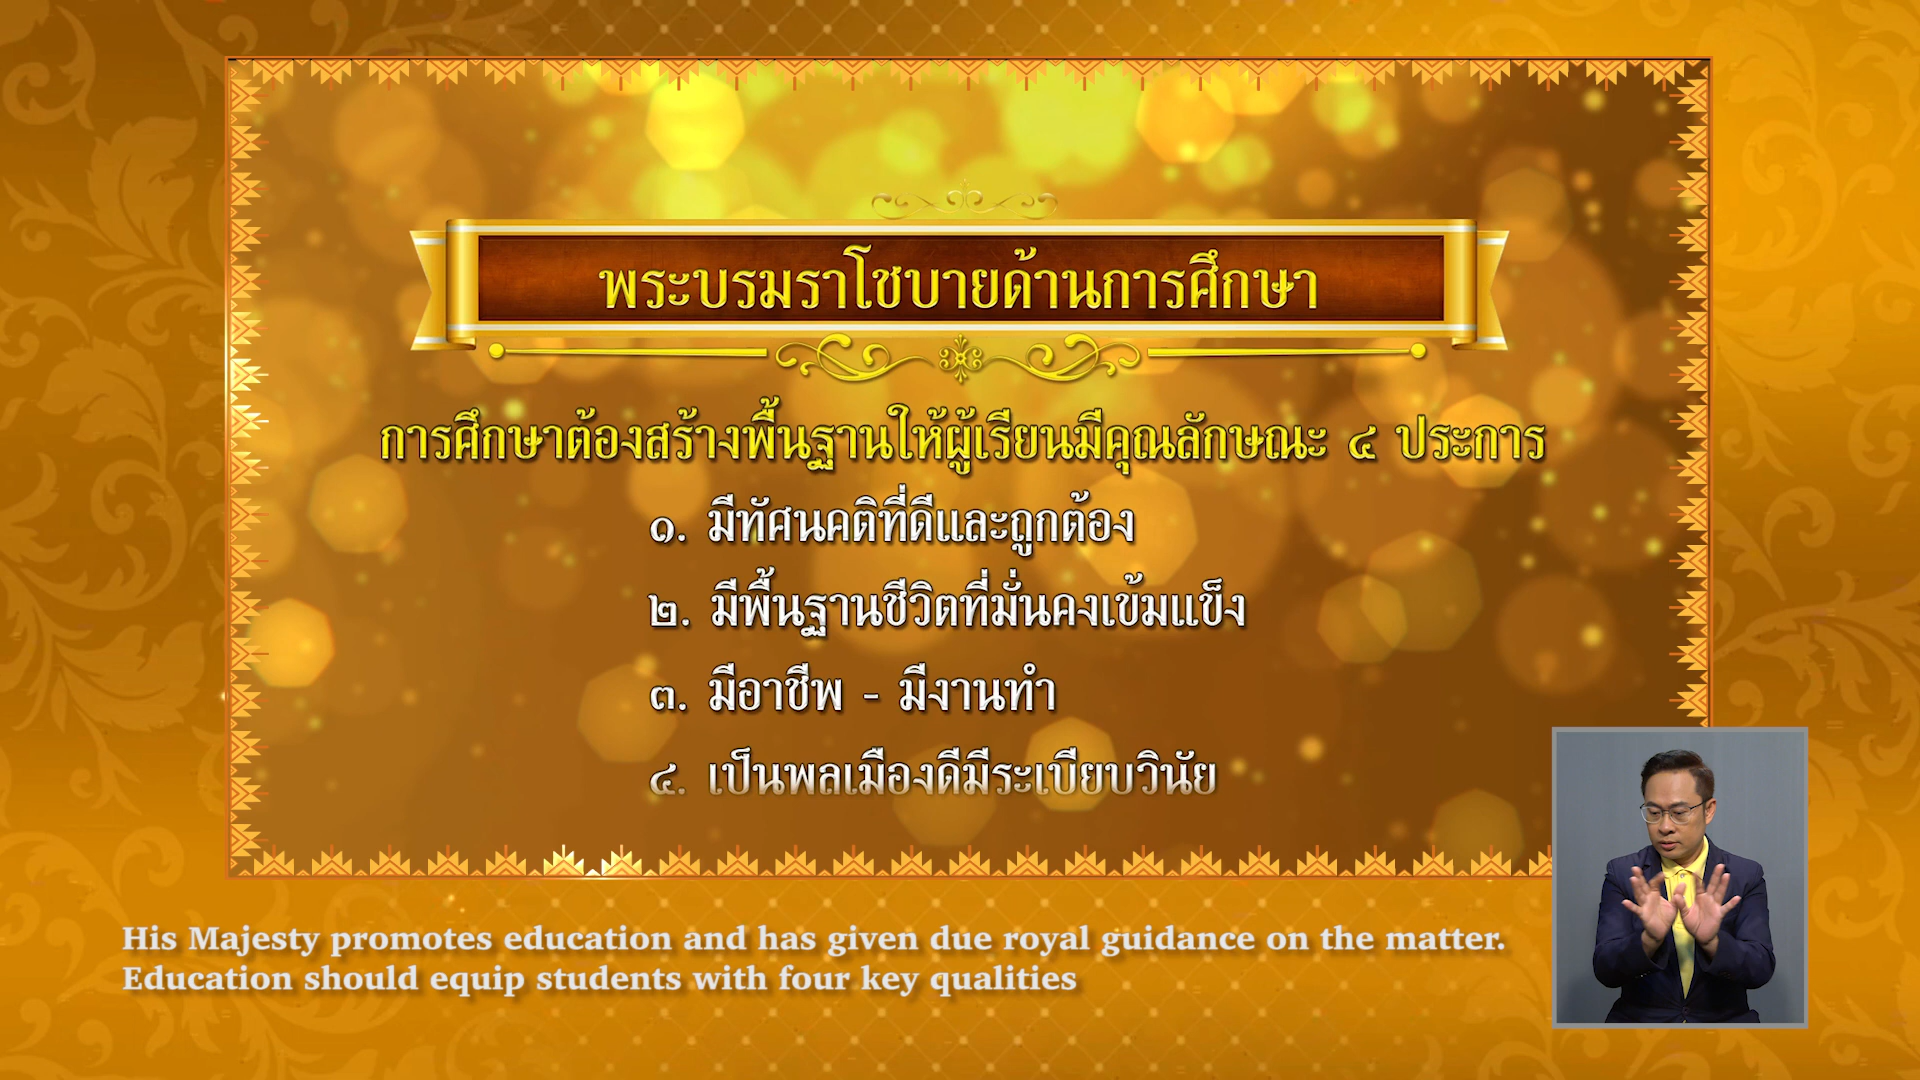 พระบรมราโชบายด้านการศึกษา
การศึกษาต้องสร้างพื้นฐานให้ผู้เรียนมีคุณลักษณะ ๔ ประการ
๑. มีทัศนคติที่ดีและถูกต้อง
๒. มีพื้นฐานชีวิตที่มั่นคงเข้มแข็ง
๓. มีอาชีพ - มีงานทำ
๔. เป็นพลเมืองดีมีระเบียบวินัย
His Majesty promotes education and has given due royal guidance on the matter.
Education should equip students with four key qualities